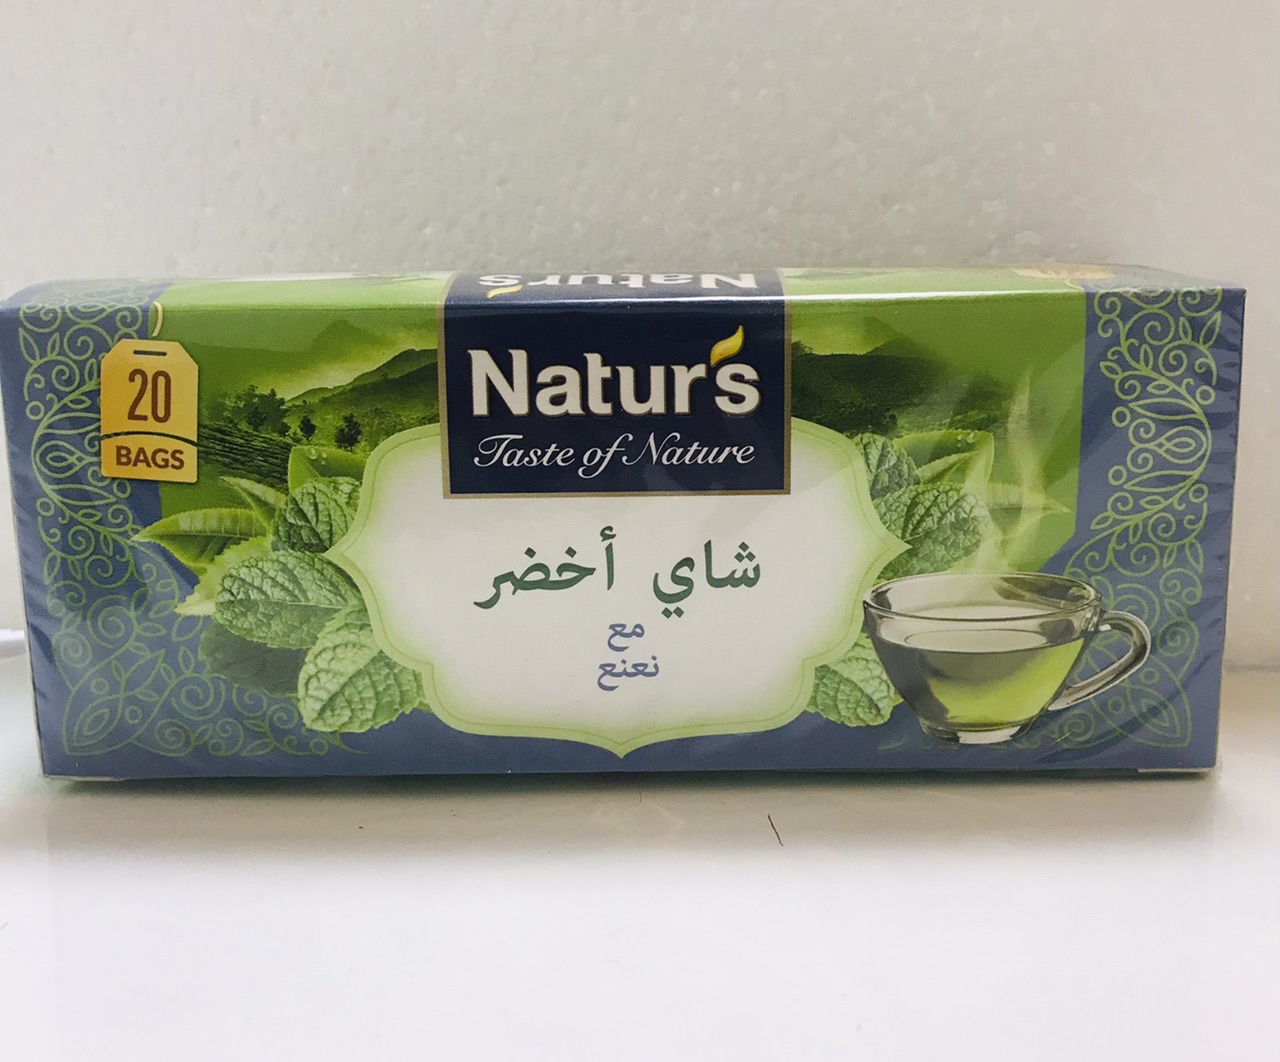 Natur's
20
BAGS
Natur's
Taste of Nature
شاي أخضر
مع
نعنع